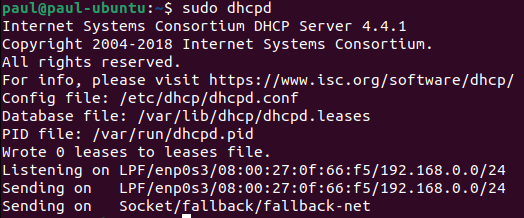 paul@paul-ubuntu:~$ sudo dhcpd
Internet Systems Consortium DHCP Server 4.4.1
Copyright 2004-2018 Internet Systems Consortium.
All rights reserved.
For info, please visit https://www.isc.org/software/dhcp/
Config file: /etc/dhcp/dhcpd.conf
Database file: /var/lib/dhcp/dhcpd.leases
PID file: /var/run/dhcpd.pid
Wrote 0 leases to leases file.
Listening on LPF/enp0s3/08:00:27:0f:66:f5/192.168.0.0/24
Sending on   LPF/enp0s3/08:00:27:0f:66:f5/192.168.0.0/24
Sending on   Socket/fallback/fallback-net